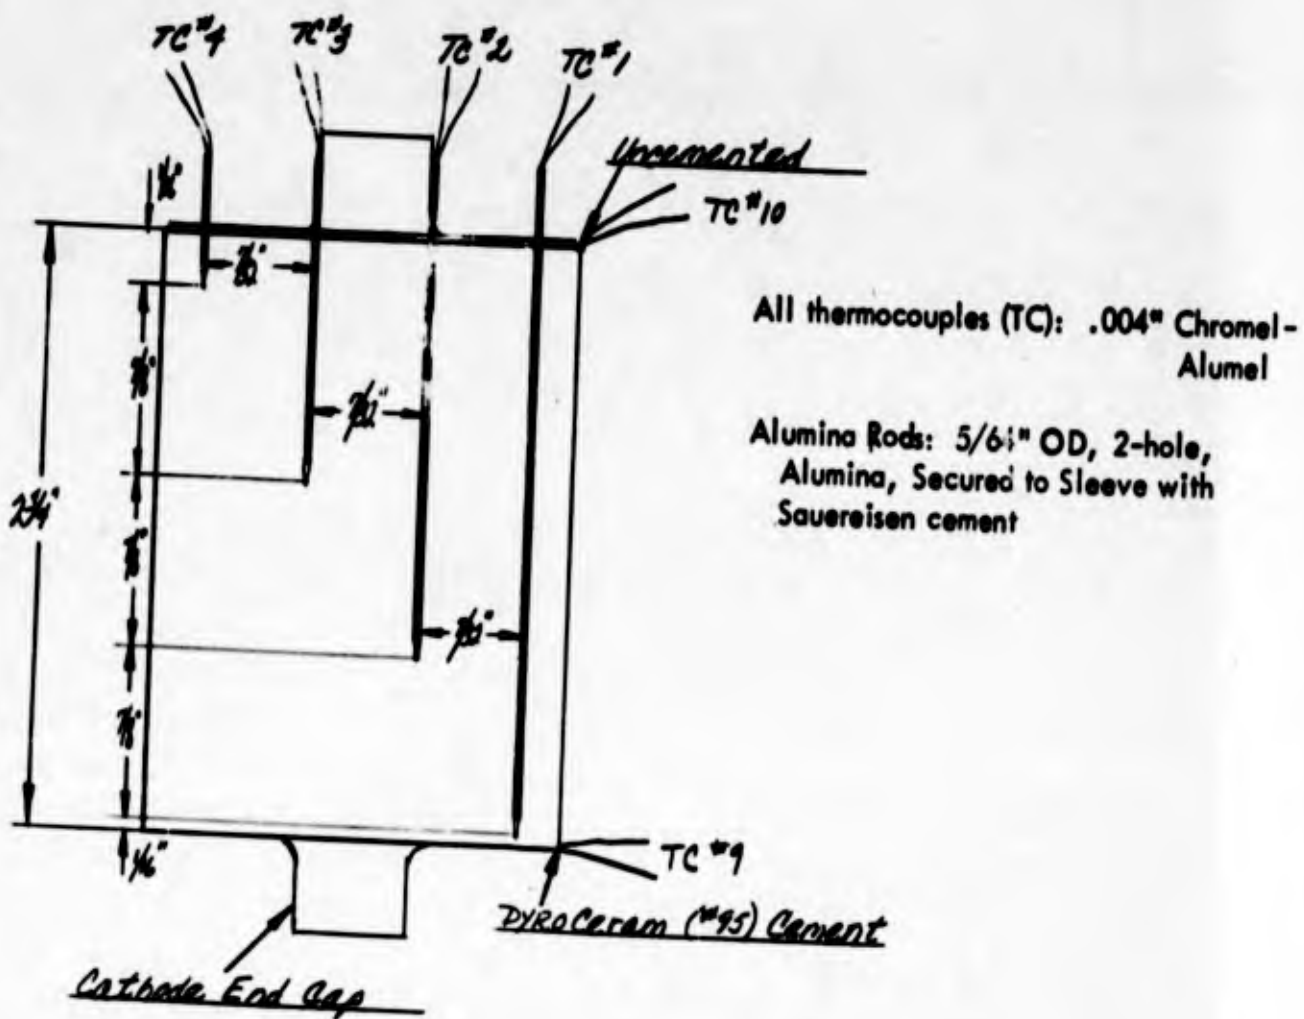 TC #4
TC #3
TC #2
TC #1
Uncemented
TC #10
All thermocouples (TC): .004" Chromel-
Alumel
Alumina Rods: OD, 2-hole,
Alumina, Secured to Sleeve with
Sauereisen cement
2¼"
1/16"
TC #9
PYROCeram (#95) Cement
Cathode End Cap